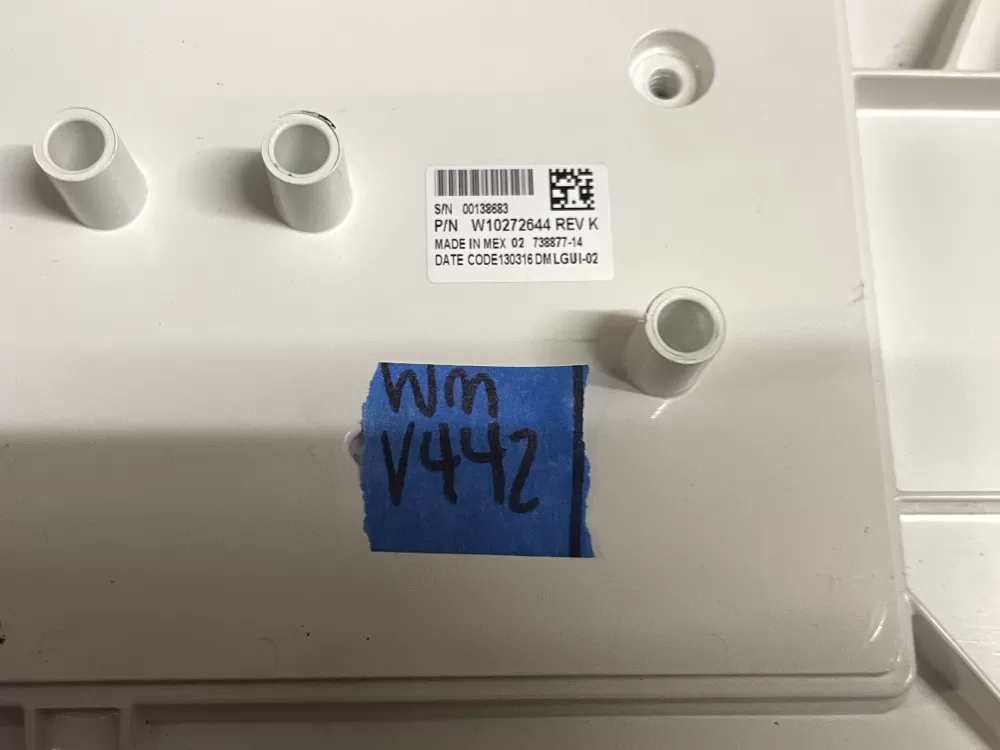 S/N 00138683
P/N W10272644 REV K
MADE IN MEX 02 738877-14
DATE CODE130316 DM LGUI-02
WM
V442